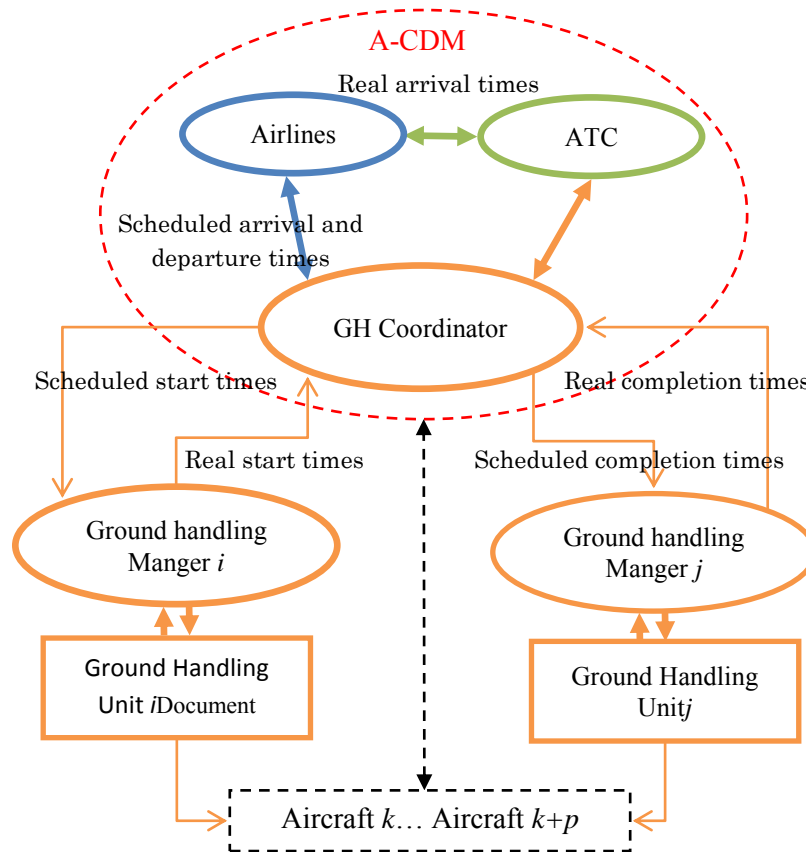 A-CDM
Real arrival times
Airlines
ATC
Scheduled arrival and
departure times
GH Coordinator
Scheduled start times
Real completion times
Real start times
Scheduled completion times
Ground handling
Manger i
Ground handling
Manger j
Ground Handling
Unit iDocument
Ground Handling
Unitj
Aircraft k… Aircraft k+p